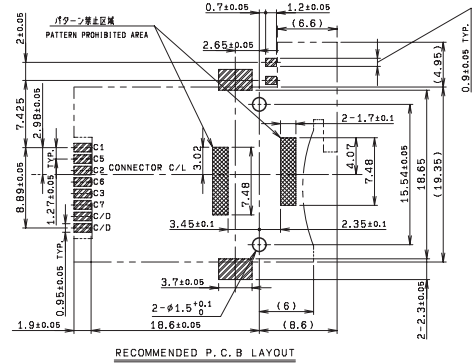 0.7±0.05
1.2±0.05
(6.6)
パターン禁止区域
PATTERN PROHIBITED AREA
2.65±0.05
2±0.05
(4.95)
0.9±0.05 TYP.
7.425
2.98±0.05
2-1.7±0.1
C1
C5
C2
C6
C3
C7
C/D
C/D
CONNECTOR C/L
3.02
7.48
4.07
7.48
15.54±0.05
18.65
(19.35)
1.27±0.05 TYP.
8.89±0.05
3.45±0.1
2.35±0.1
0.95±0.05 TYP.
3.7±0.05
2-φ1.5 +0.1 0
(6)
2-2.3±0.05
1.9±0.05
18.6±0.05
(8.6)
RECOMMENDED P.C.B LAYOUT